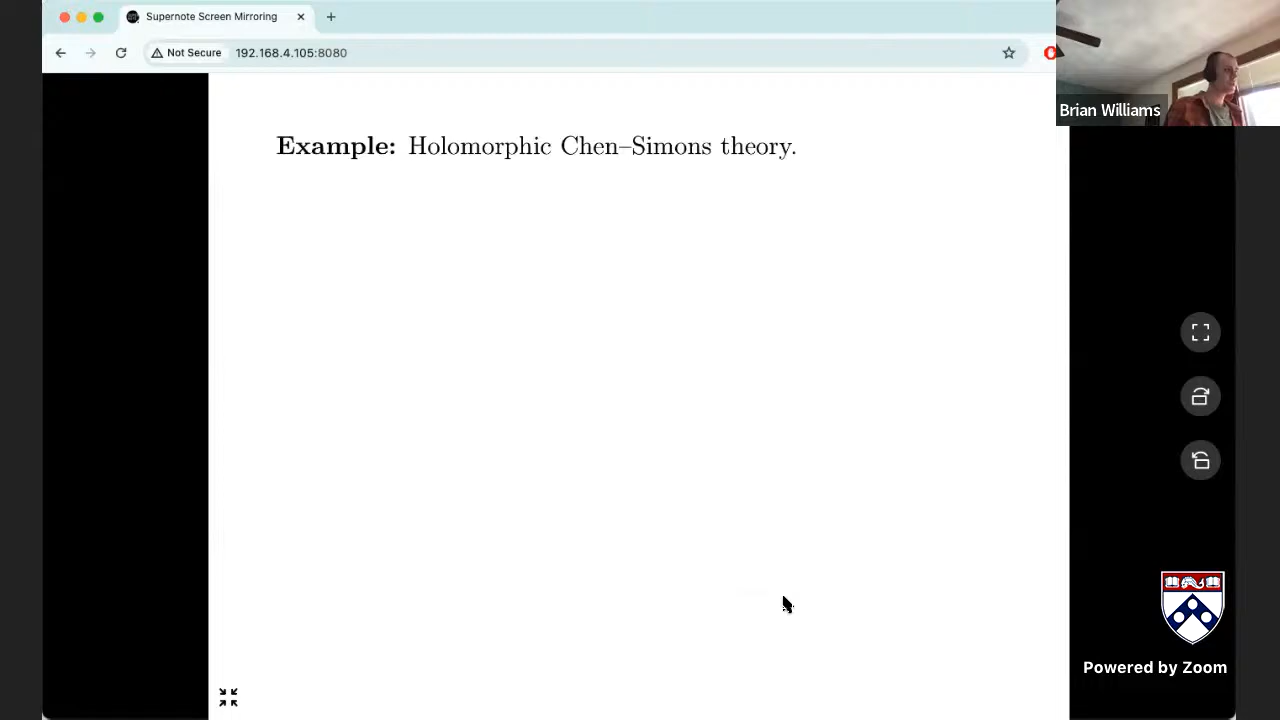 Supernote Screen Mirroring
Not Secure 192.168.4.105:8080
Brian Williams
Example: Holomorphic Chen–Simons theory.
Powered by Zoom